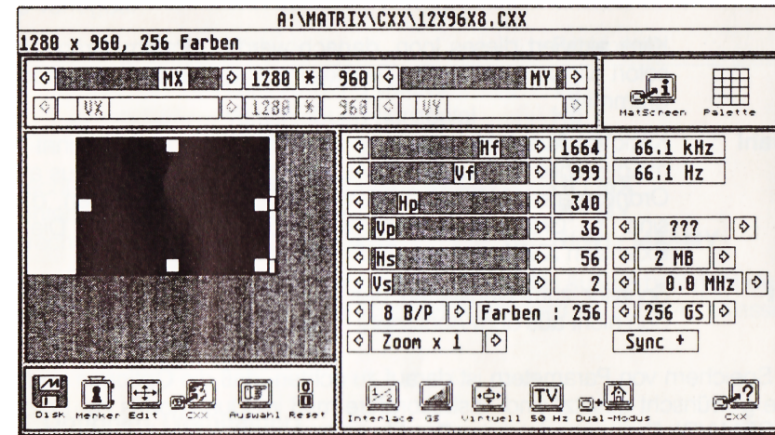 A:\MATRIX\CXX\12X96X8.CXX
1280 x 960, 256 Farben
MX 1280 * 960 MY
VX 1280 * 960 VY
MatScreen Palette
Hf 1664 66.1 kHz
Vf 999 66.1 Hz
Hp 340
Vp 36 ???
Hs 56 2 MB
Vs 2 0.0 MHz
8 B/P Farben : 256 256 GS
Zoom x 1 Sync +
Disk Merker Edit CXX Auswahl Reset
1-2 TV ?
Interlace GS Virtuell 50 Hz Dual-Modus CXX